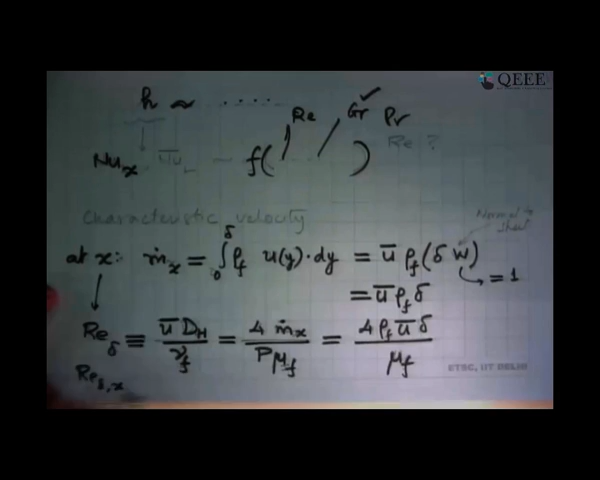 QEEE
h ~ ....
Re Gr ✓ Pr
Nu_x Nu_L ~ f( / / ) Re ?
Characteristic velocity
Normal to sheet
at x: ṁ_x = ∫₀^δ ρ_f u(y)·dy = ū ρ_f (δ W) → = 1
= ū ρ_f δ
Re_δ ≡ ū D_H / ν_f = 4 ṁ_x / P μ_f = 4 ρ_f ū δ / μ_f
Re_δ,x
ETSC, IIT DELHI